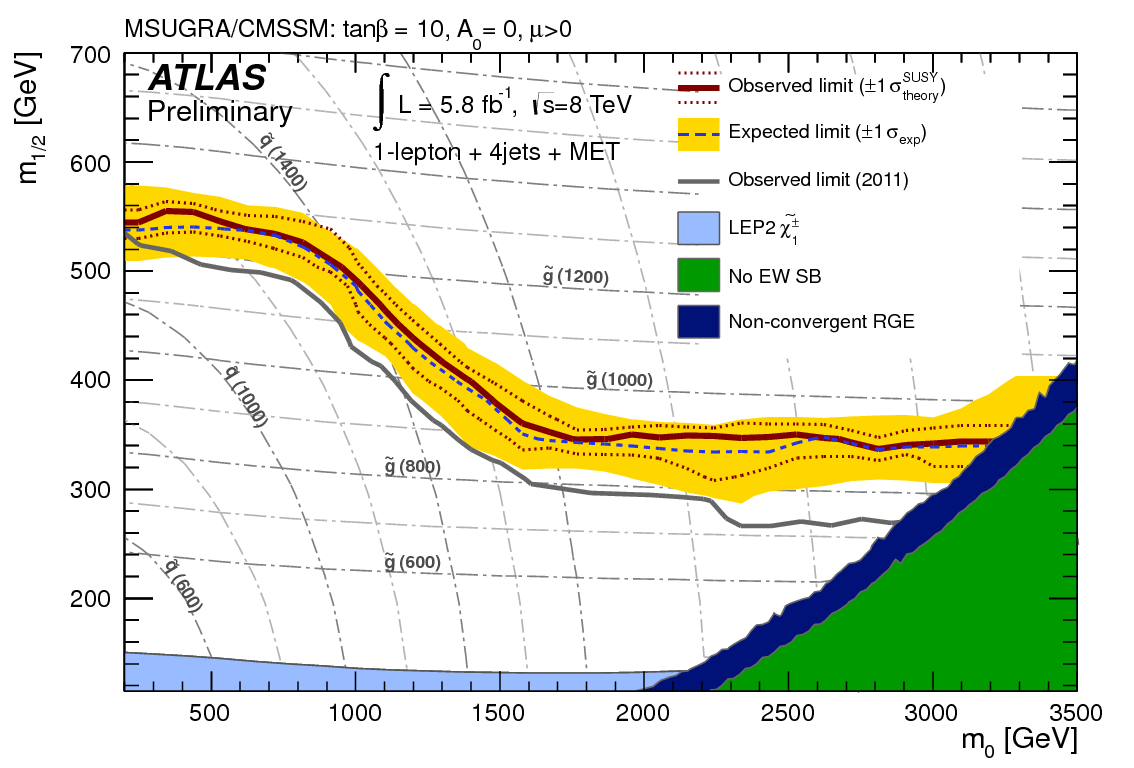 MSUGRA/CMSSM: tanβ = 10, A₀= 0, μ>0
m₁/₂ [GeV]
700
600
500
400
300
200
ATLAS
Preliminary
∫ L = 5.8 fb⁻¹, √s=8 TeV
1-lepton + 4jets + MET
Observed limit (±1 σ^SUSY_theory)
Expected limit (±1 σ_exp)
Observed limit (2011)
LEP2 χ̃₁^±
No EW SB
Non-convergent RGE
q̃ (1400)
g̃ (1200)
g̃ (1000)
q̃ (1000)
g̃ (800)
g̃ (600)
q̃ (600)
500 1000 1500 2000 2500 3000 3500
m₀ [GeV]